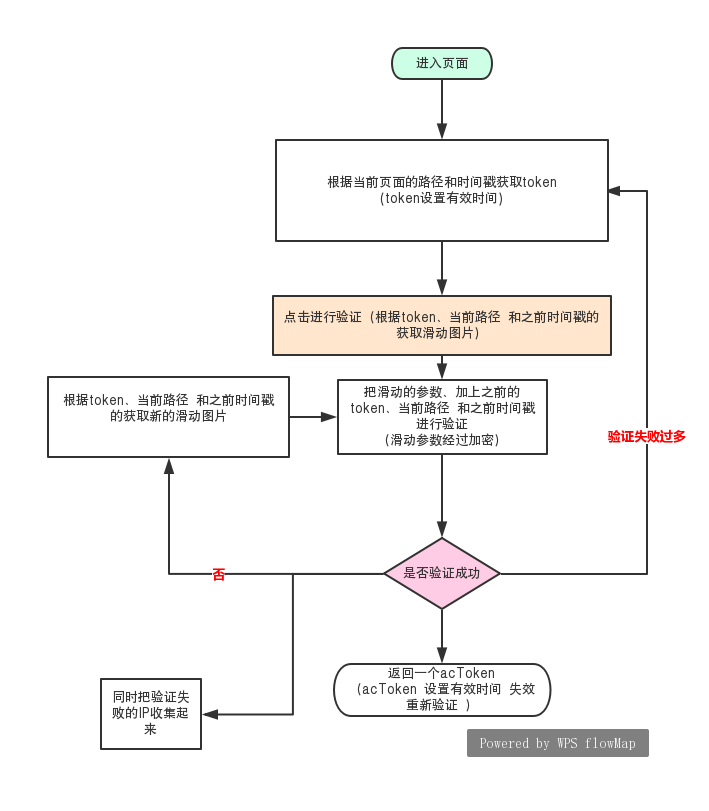 进入页面
根据当前页面的路径和时间戳获取token
(token设置有效时间)
点击进行验证 (根据token、当前路径 和之前时间戳的
获取滑动图片)
根据token、当前路径 和之前时间戳
的获取新的滑动图片
把滑动的参数、加上之前的
token、当前路径 和之前时间戳
进行验证
(滑动参数经过加密)
验证失败过多
是否验证成功
否
返回一个acToken
(acToken 设置有效时间 失效
重新验证 )
同时把验证失
败的IP收集起
来
Powered by WPS flowMap